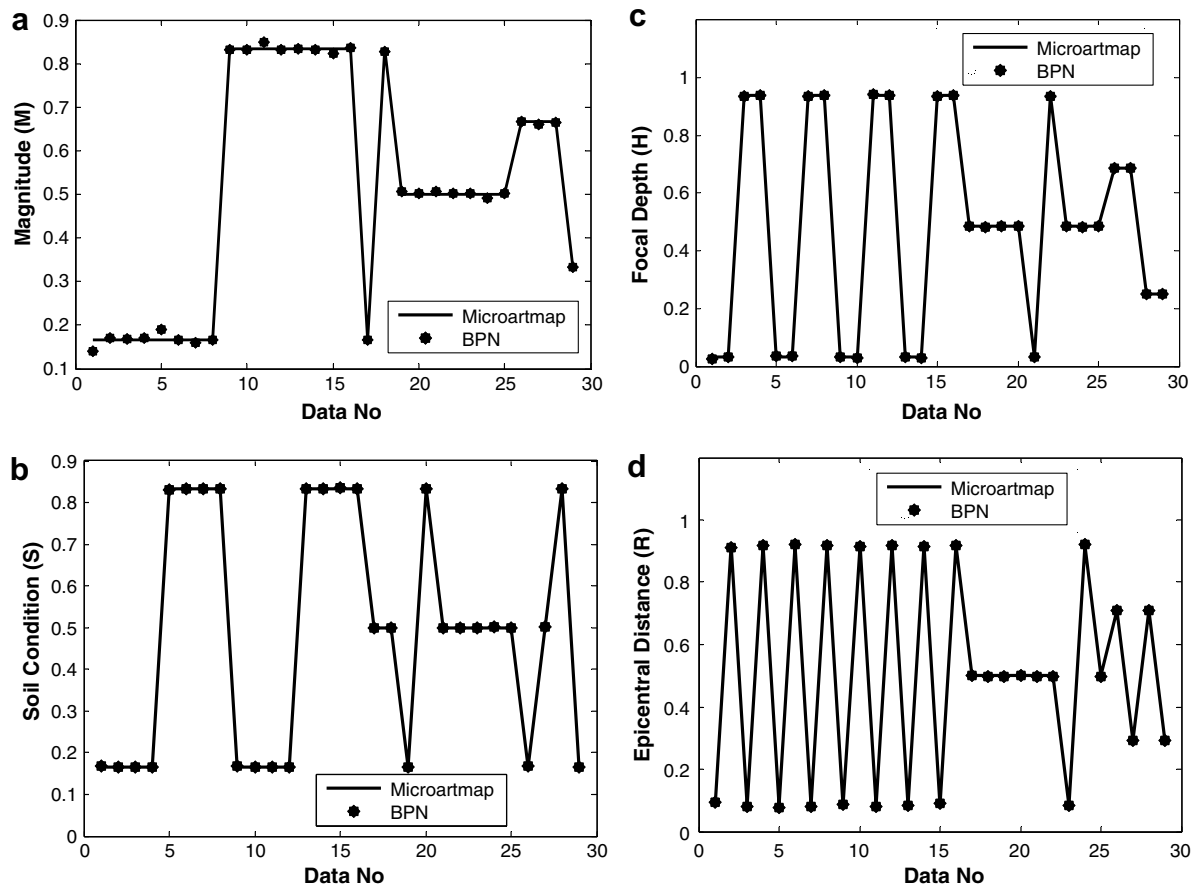 a
0.9
0.8
0.7
0.6
0.5
0.4
0.3
0.2
0.1
0
5
10
15
20
25
30
Magnitude (M)
Data No
Microartmap
BPN
c
1
0.8
0.6
0.4
0.2
0
0
5
10
15
20
25
30
Focal Depth (H)
Data No
Microartmap
BPN
b
0.9
0.8
0.7
0.6
0.5
0.4
0.3
0.2
0.1
0
0
5
10
15
20
25
30
Soil Condition (S)
Data No
Microartmap
BPN
d
1
0.8
0.6
0.4
0.2
0
0
5
10
15
20
25
30
Epicentral Distance (R)
Data No
Microartmap
BPN